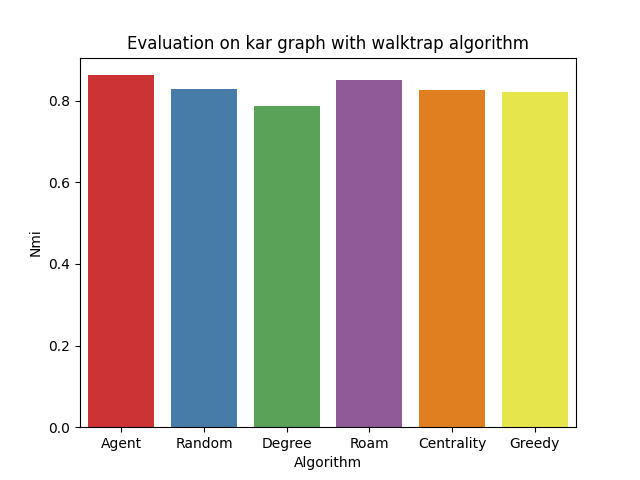 Evaluation on kar graph with walktrap algorithm
Nmi
0.8
0.6
0.4
0.2
0.0
Agent Random Degree Roam Centrality Greedy
Algorithm